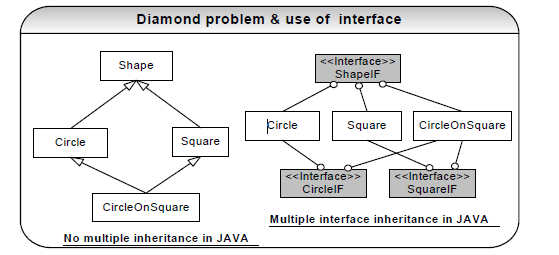 Diamond problem & use of interface
Shape
Circle
Square
CircleOnSquare
No multiple inheritance in JAVA
<<Interface>>
ShapeIF
Circle
Square
CircleOnSquare
<<Interface>>
CircleIF
<<Interface>>
SquareIF
Multiple interface inheritance in JAVA